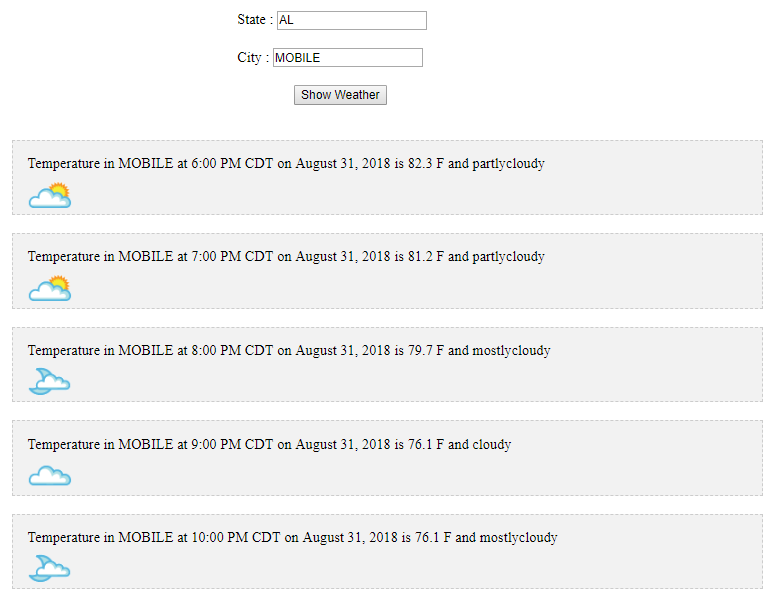 State : AL
City : MOBILE
Show Weather
Temperature in MOBILE at 6:00 PM CDT on August 31, 2018 is 82.3 F and partlycloudy
Temperature in MOBILE at 7:00 PM CDT on August 31, 2018 is 81.2 F and partlycloudy
Temperature in MOBILE at 8:00 PM CDT on August 31, 2018 is 79.7 F and mostlycloudy
Temperature in MOBILE at 9:00 PM CDT on August 31, 2018 is 76.1 F and cloudy
Temperature in MOBILE at 10:00 PM CDT on August 31, 2018 is 76.1 F and mostlycloudy